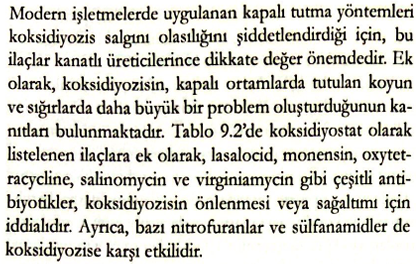 Modern işletmelerde uygulanan kapalı tutma yöntemleri
koksidiyozis salgını olasılığını şiddetlendirdiği için, bu
ilaçlar kanatlı üreticilerince dikkate değer önemdedir. Ek
olarak, koksidiyozisin, kapalı ortamlarda tutulan koyun
ve sığırlarda daha büyük bir problem oluşturduğunun ka-
nıtları bulunmaktadır. Tablo 9.2'de koksidiyostat olarak
listelenen ilaçlara ek olarak, lasalocid, monensin, oxytet-
racycline, salinomycin ve virginiamycin gibi çeşitli anti-
biyotikler, koksidiyozisin önlenmesi veya sağaltımı için
iddialıdır. Ayrıca, bazı nitrofuranlar ve sülfanamidler de
koksidiyozise karşı etkilidir.